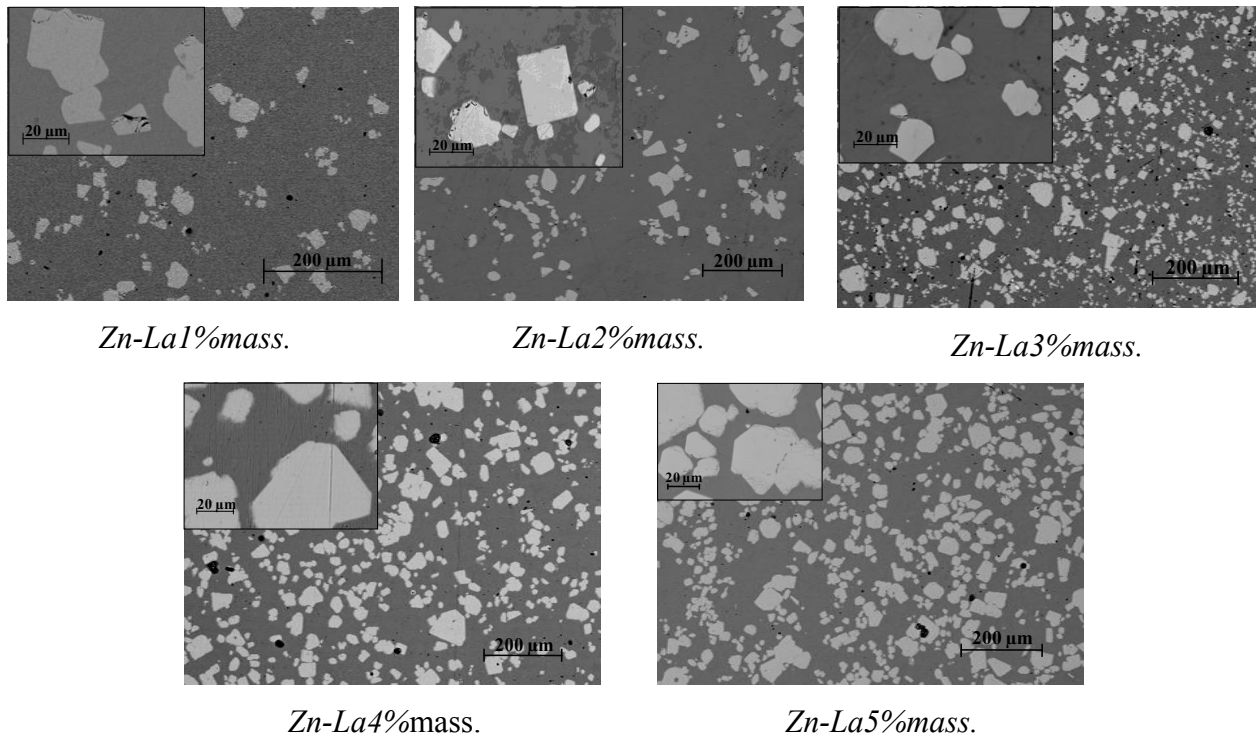 20 µm
200 µm
20 µm
200 µm
20 µm
200 µm
Zn-La1%mass.
Zn-La2%mass.
Zn-La3%mass.
20 µm
200 µm
20 µm
200 µm
Zn-La4%mass.
Zn-La5%mass.